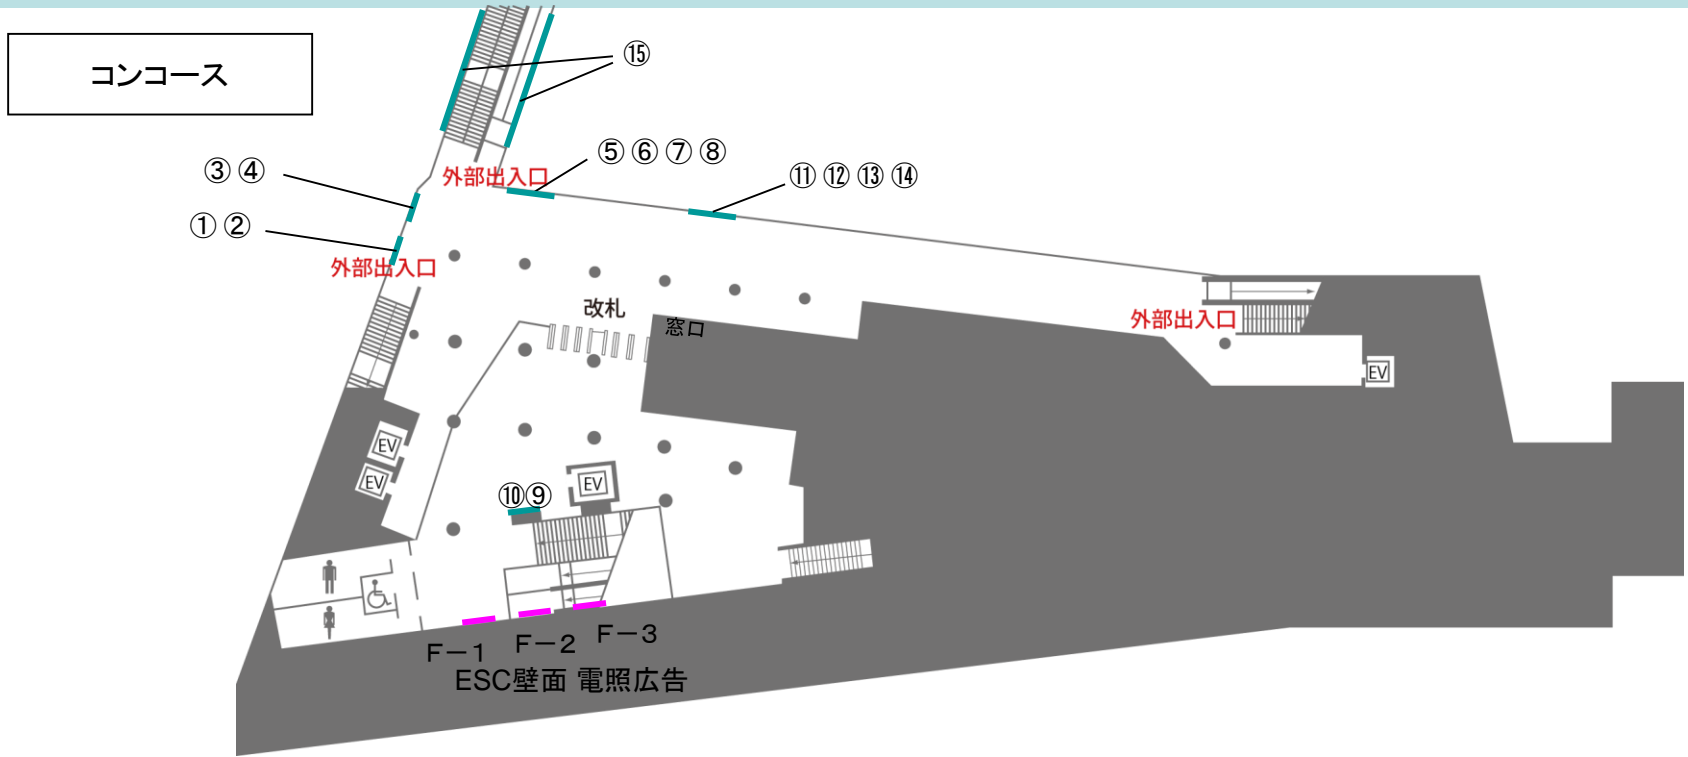 コンコース
⑮
③④
外部出入口
⑤⑥⑦⑧
⑪⑫⑬⑭
①②
外部出入口
改札
窓口
外部出入口
EV
EV
EV
EV
⑩⑨
F－1
F－2
F－3
ESC壁面 電照広告